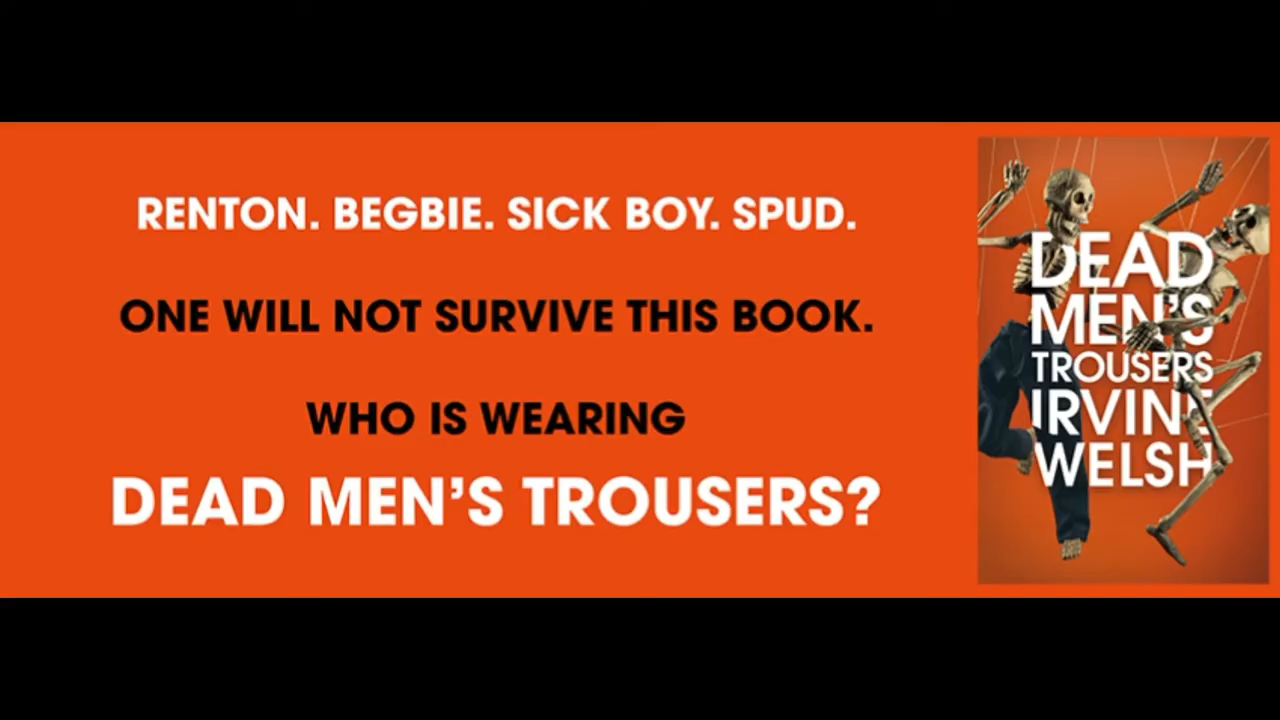 RENTON. BEGBIE. SICK BOY. SPUD.
ONE WILL NOT SURVIVE THIS BOOK.
WHO IS WEARING
DEAD MEN'S TROUSERS?
DEAD
MEN'S
TROUSERS
IRVINE
WELSH